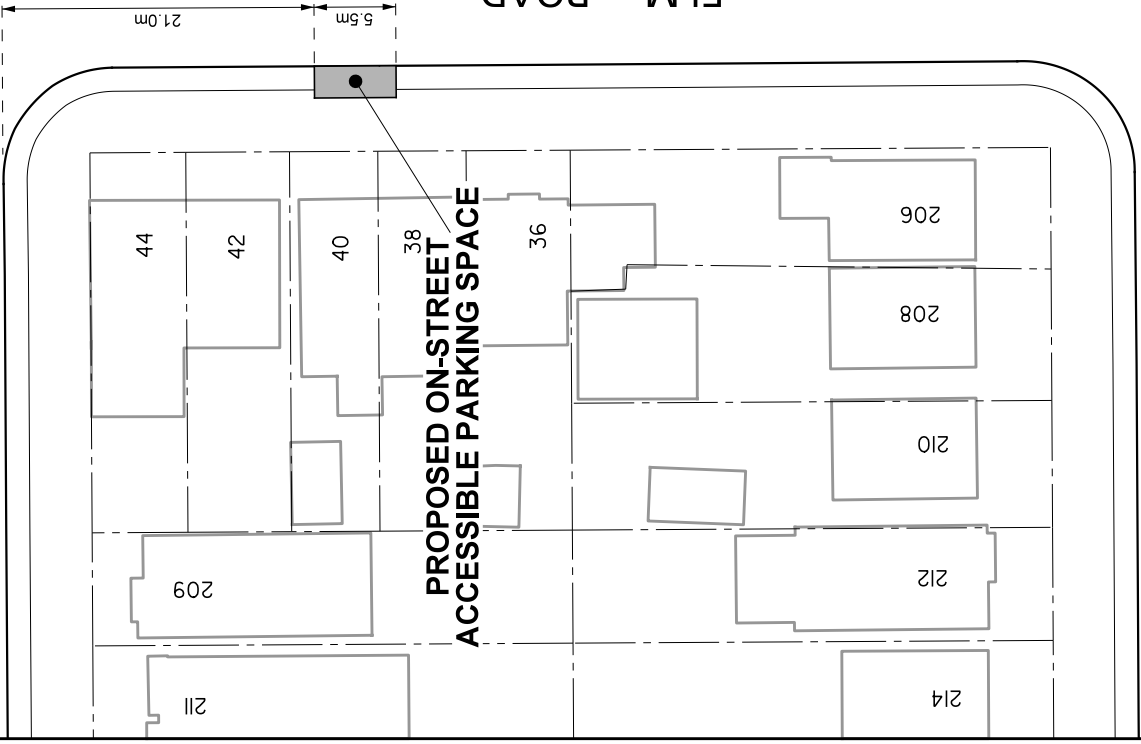 21.0m
5.5m
ELM ROAD
44
42
40
38
36
206
208
210
212
214
209
211
PROPOSED ON-STREET
ACCESSIBLE PARKING SPACE